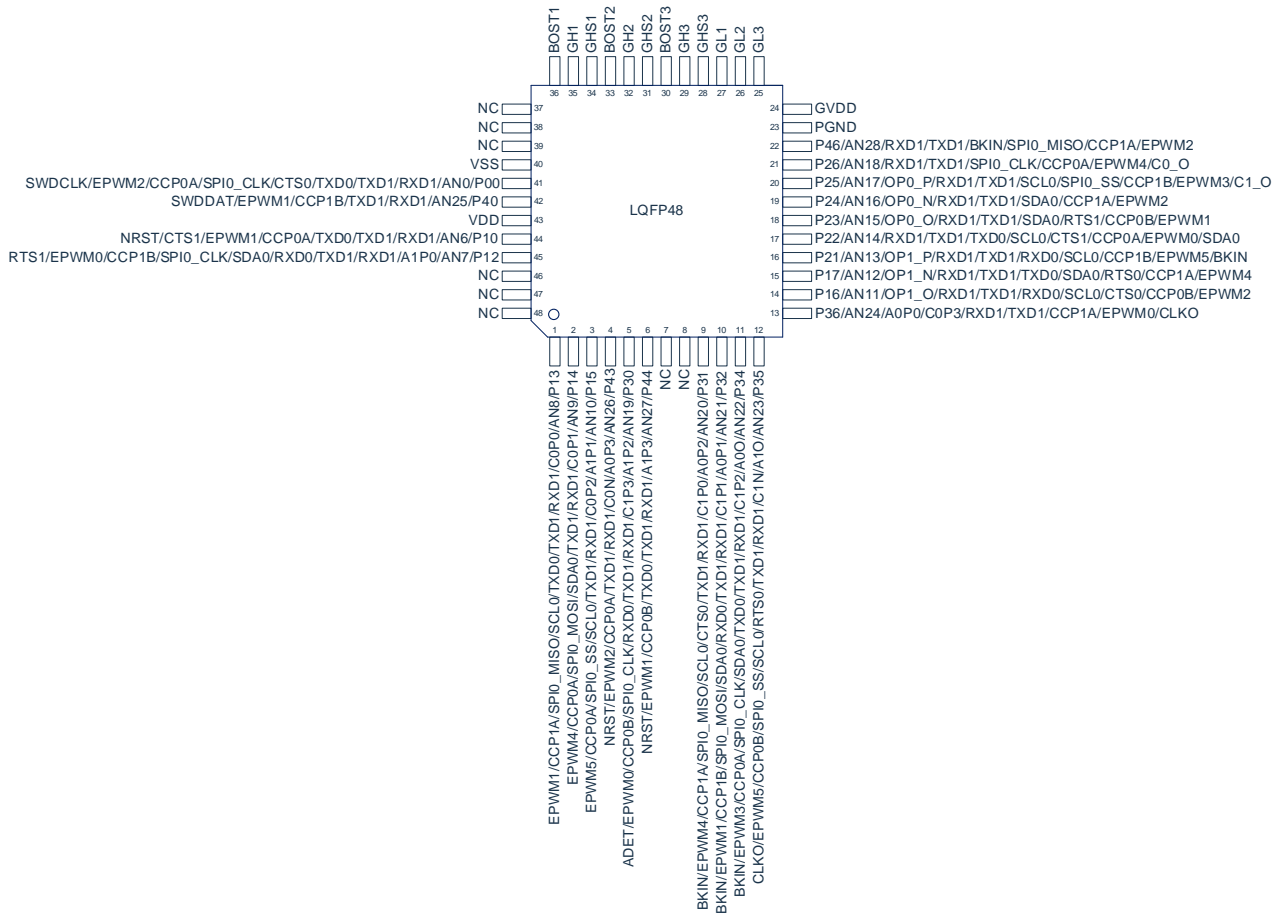 BOST1
GH1
GHS1
BOST2
GH2
GHS2
BOST3
GH3
GHS3
GL1
GL2
GL3
36
35
34
33
32
31
30
29
28
27
26
25
NC 37
NC 38
NC 39
VSS 40
SWDCLK/EPWM2/CCP0A/SPI0_CLK/CTS0/TXD0/TXD1/RXD1/AN0/P00 41
SWDDAT/EPWM1/CCP1B/TXD1/RXD1/AN25/P40 42
VDD 43
NRST/CTS1/EPWM1/CCP0A/TXD0/TXD1/RXD1/AN6/P10 44
RTS1/EPWM0/CCP1B/SPI0_CLK/SDA0/RXD0/TXD1/RXD1/A1P0/AN7/P12 45
NC 46
NC 47
NC 48
LQFP48
24 GVDD
23 PGND
22 P46/AN28/RXD1/TXD1/BKIN/SPI0_MISO/CCP1A/EPWM2
21 P26/AN18/RXD1/TXD1/SPI0_CLK/CCP0A/EPWM4/C0_O
20 P25/AN17/OP0_P/RXD1/TXD1/SCL0/SPI0_SS/CCP1B/EPWM3/C1_O
19 P24/AN16/OP0_N/RXD1/TXD1/SDA0/CCP1A/EPWM2
18 P23/AN15/OP0_O/RXD1/TXD1/SDA0/RTS1/CCP0B/EPWM1
17 P22/AN14/RXD1/TXD1/TXD0/SCL0/CTS1/CCP0A/EPWM0/SDA0
16 P21/AN13/OP1_P/RXD1/TXD1/RXD0/SCL0/CCP1B/EPWM5/BKIN
15 P17/AN12/OP1_N/RXD1/TXD1/TXD0/SDA0/RTS0/CCP1A/EPWM4
14 P16/AN11/OP1_O/RXD1/TXD1/RXD0/SCL0/CTS0/CCP0B/EPWM2
13 P36/AN24/A0P0/C0P3/RXD1/TXD1/CCP1A/EPWM0/CLKO
1
2
3
4
5
6
7
8
9
10
11
12
EPWM1/CCP1A/SPI0_MISO/SCL0/TXD0/TXD1/RXD1/C0P0/AN8/P13
EPWM4/CCP0A/SPI0_MOSI/SDA0/TXD1/RXD1/C0P1/AN9/P14
EPWM5/CCP0A/SPI0_SS/SCL0/TXD1/RXD1/C0P2/A1P1/AN10/P15
NRST/EPWM2/CCP0A/TXD1/RXD1/C0N/A0P3/AN26/P43
ADET/EPWM0/CCP0B/SPI0_CLK/RXD0/TXD1/RXD1/C1P3/A1P2/AN19/P30
NRST/EPWM1/CCP0B/TXD0/TXD1/RXD1/A1P3/AN27/P44
NC
NC
BKIN/EPWM4/CCP1A/SPI0_MISO/SCL0/CTS0/TXD1/RXD1/C1P0/A0P2/AN20/P31
BKIN/EPWM1/CCP1B/SPI0_MOSI/SDA0/RXD0/TXD1/RXD1/C1P1/A0P1/AN21/P32
BKIN/EPWM3/CCP0A/SPI0_CLK/SDA0/TXD0/TXD1/RXD1/C1P2/A0O/AN22/P34
CLKO/EPWM5/CCP0B/SPI0_SS/SCL0/RTS0/TXD1/RXD1/C1N/A1O/AN23/P35